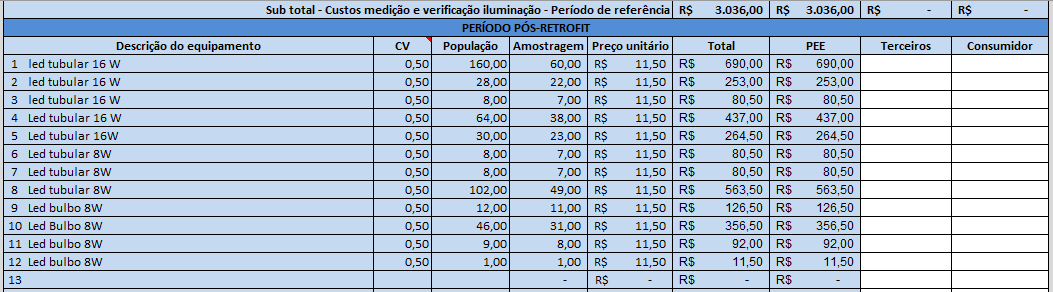 Sub total - Custos medição e verificação iluminação - Período de referência R$ 3.036,00 R$ 3.036,00 R$ - R$ -
PERÍODO PÓS-RETROFIT
Descrição do equipamento CV População Amostragem Preço unitário Total PEE Terceiros Consumidor
1 led tubular 16 W 0,50 160,00 60,00 R$ 11,50 R$ 690,00 R$ 690,00
2 led tubular 16 W 0,50 28,00 22,00 R$ 11,50 R$ 253,00 R$ 253,00
3 led tubular 16 W 0,50 8,00 7,00 R$ 11,50 R$ 80,50 R$ 80,50
4 Led tubular 16 W 0,50 64,00 38,00 R$ 11,50 R$ 437,00 R$ 437,00
5 Led tubular 16W 0,50 30,00 23,00 R$ 11,50 R$ 264,50 R$ 264,50
6 Led tubular 8W 0,50 8,00 7,00 R$ 11,50 R$ 80,50 R$ 80,50
7 Led tubular 8W 0,50 8,00 7,00 R$ 11,50 R$ 80,50 R$ 80,50
8 Led tubular 8W 0,50 102,00 49,00 R$ 11,50 R$ 563,50 R$ 563,50
9 Led bulbo 8W 0,50 12,00 11,00 R$ 11,50 R$ 126,50 R$ 126,50
10 Led Bulbo 8W 0,50 46,00 31,00 R$ 11,50 R$ 356,50 R$ 356,50
11 Led bulbo 8W 0,50 9,00 8,00 R$ 11,50 R$ 92,00 R$ 92,00
12 Led bulbo 8W 0,50 1,00 1,00 R$ 11,50 R$ 11,50 R$ 11,50
13 - R$ - R$ - R$ -